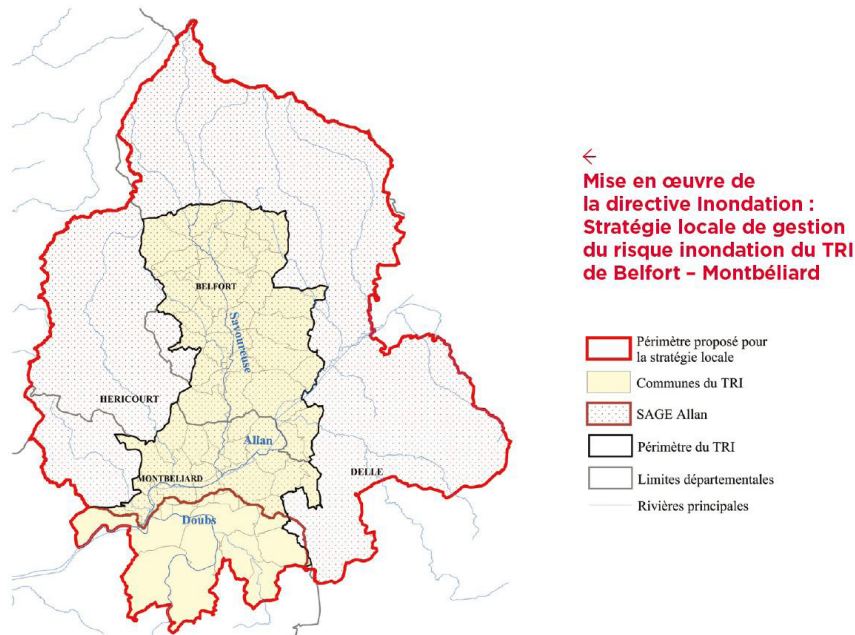 BELFORT
Savoureuse
HERICOURT
Allan
MONTBELIARD
DELLE
Doubs
←
Mise en œuvre de
la directive Inondation :
Stratégie locale de gestion
du risque inondation du TRI
de Belfort – Montbéliard
Périmètre proposé pour
la stratégie locale
Communes du TRI
SAGE Allan
Périmètre du TRI
Limites départementales
Rivières principales